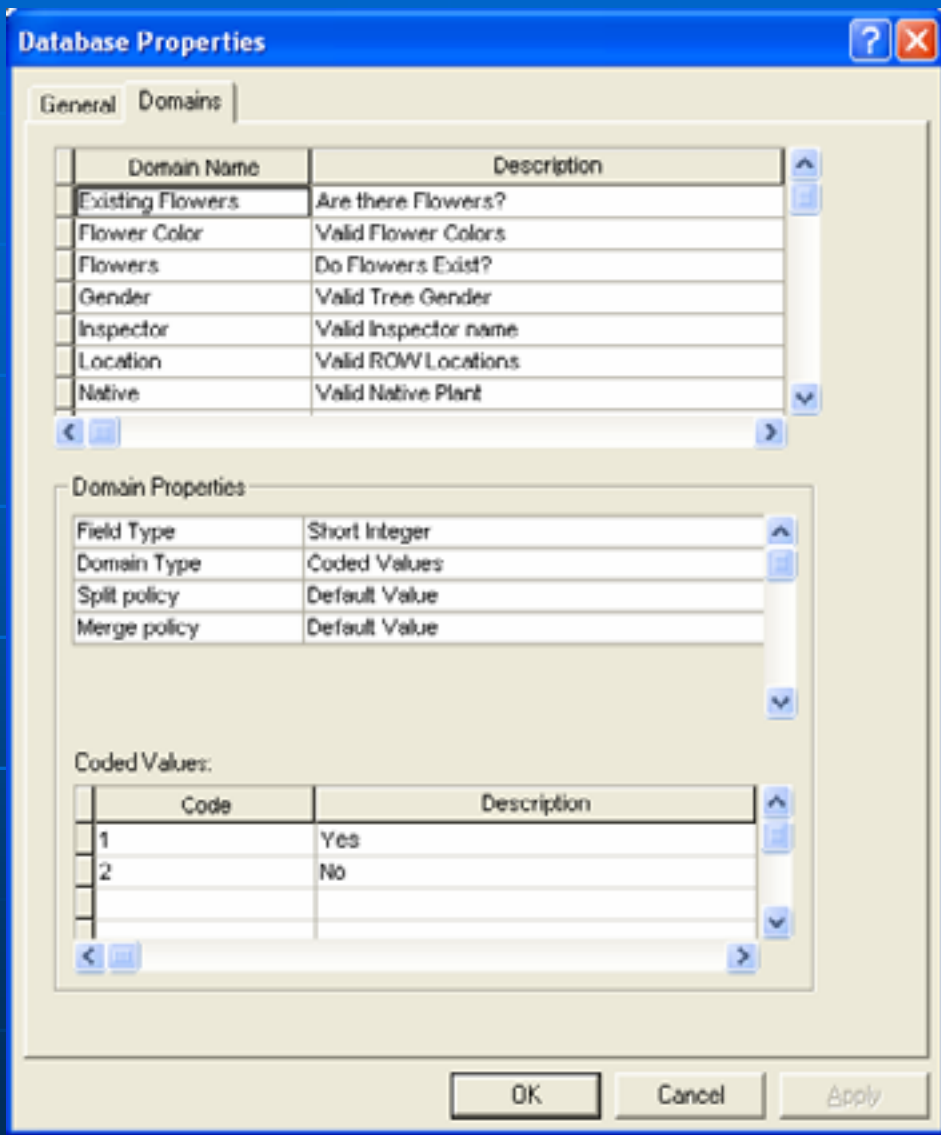 Database Properties
General Domains
Domain Name Description
Existing Flowers Are there Flowers?
Flower Color Valid Flower Colors
Flowers Do Flowers Exist?
Gender Valid Tree Gender
Inspector Valid Inspector name
Location Valid ROW Locations
Native Valid Native Plant
Domain Properties
Field Type Short Integer
Domain Type Coded Values
Split policy Default Value
Merge policy Default Value
Coded Values:
Code Description
1 Yes
2 No
OK Cancel Apply